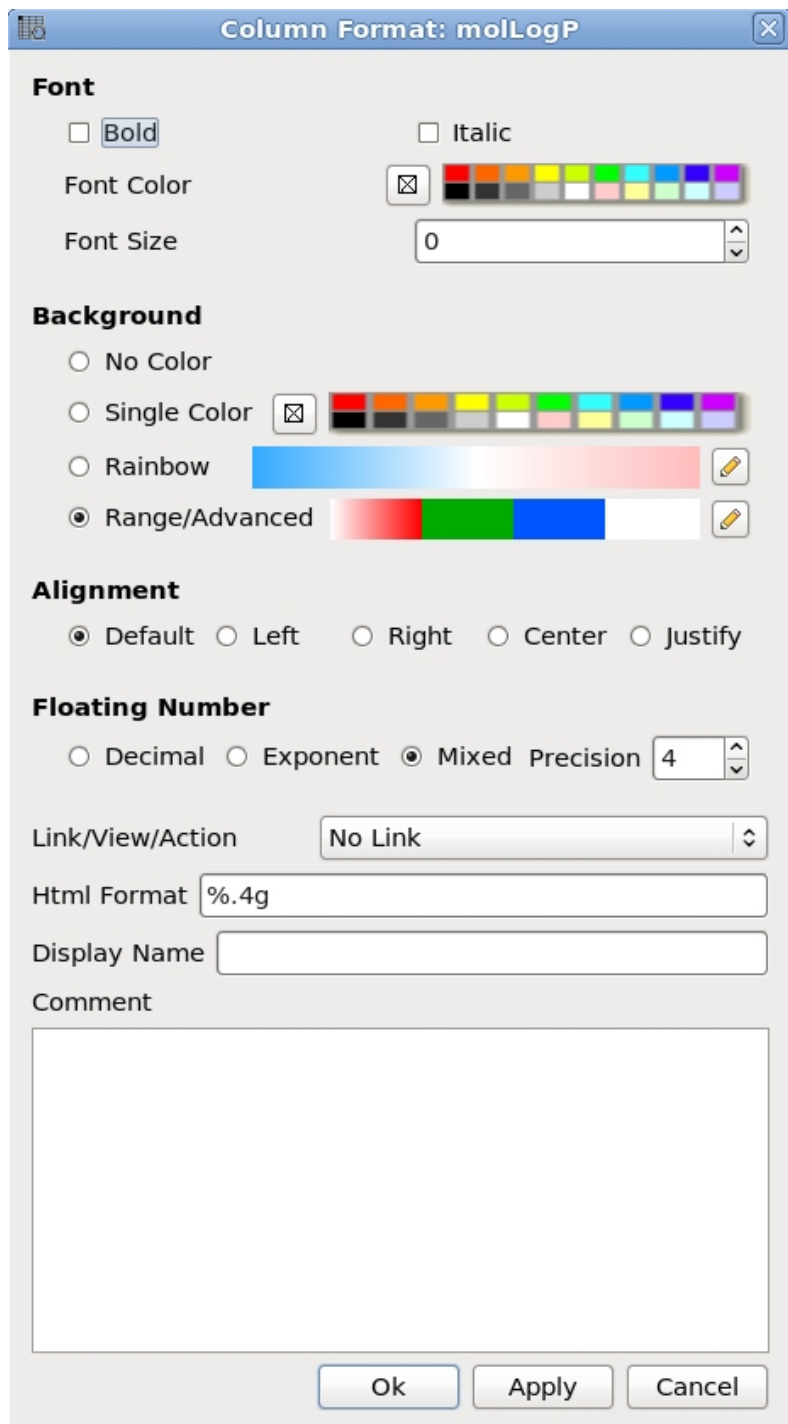 Column Format: molLogP
Font
Bold Italic
Font Color
Font Size 0
Background
No Color
Single Color
Rainbow
Range/Advanced
Alignment
Default Left Right Center Justify
Floating Number
Decimal Exponent Mixed Precision 4
Link/View/Action No Link
Html Format %.4g
Display Name
Comment
Ok Apply Cancel